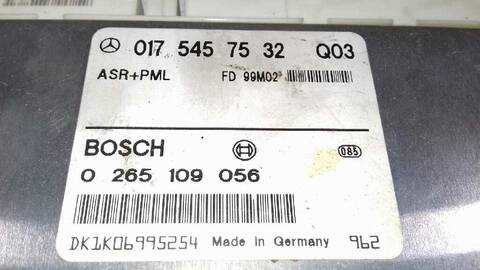 017 545 75 32 Q03
ASR+PML FD 99M02
BOSCH 085
0 265 109 056
DK1K06995254 Made in Germany 962